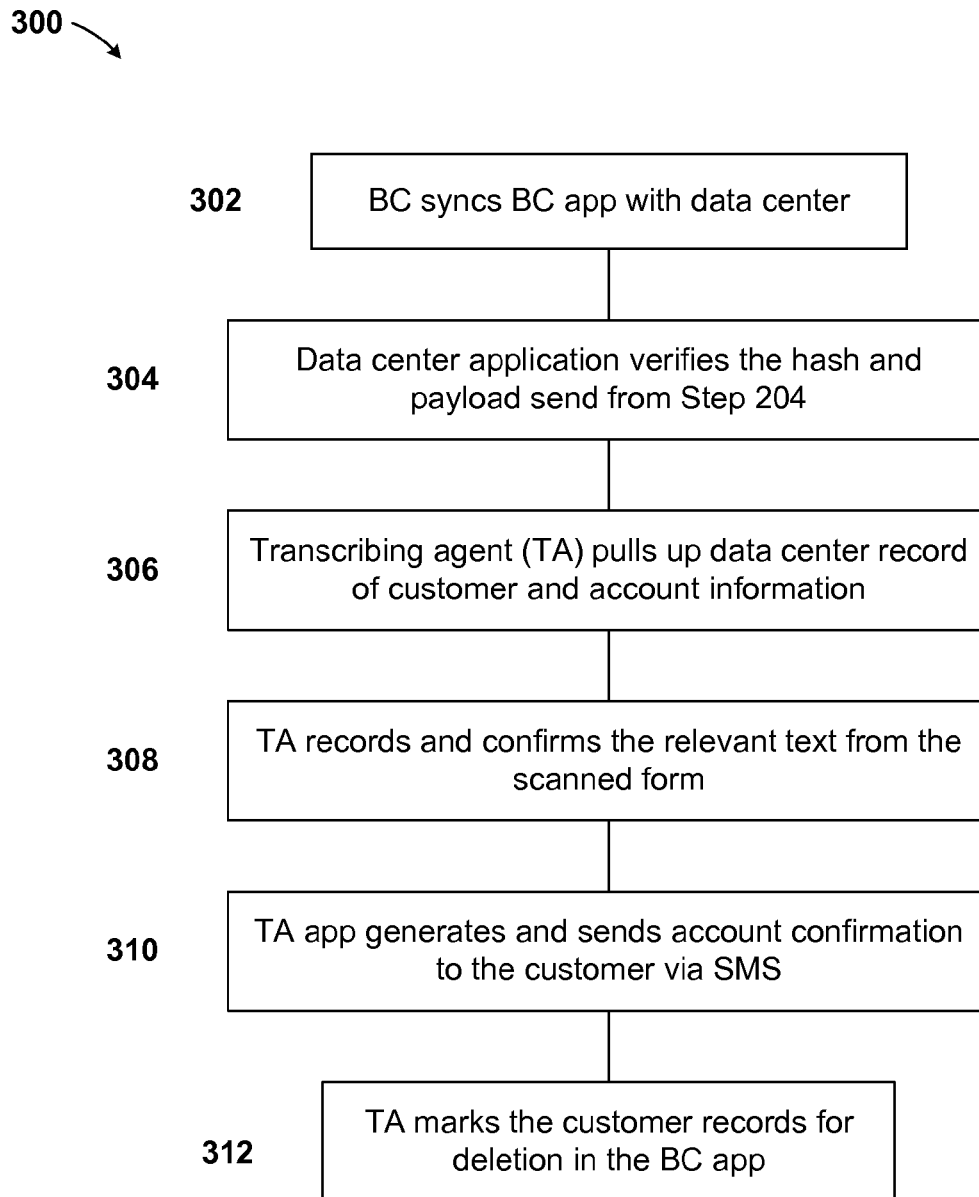 300
302
BC syncs BC app with data center
304
Data center application verifies the hash and
payload send from Step 204
306
Transcribing agent (TA) pulls up data center record
of customer and account information
308
TA records and confirms the relevant text from the
scanned form
310
TA app generates and sends account confirmation
to the customer via SMS
312
TA marks the customer records for
deletion in the BC app